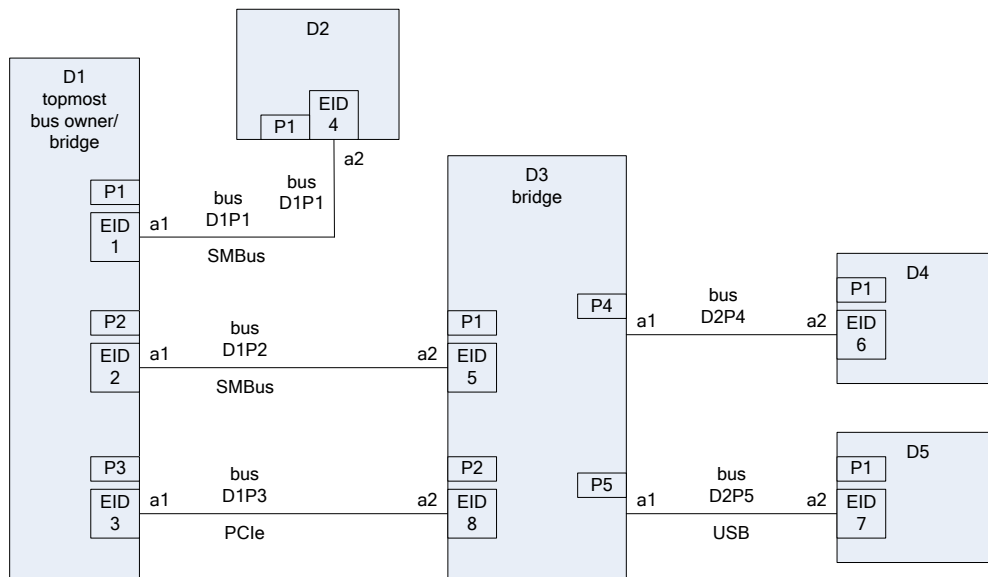 D1
topmost
bus owner/
bridge
P1
EID
1
P2
EID
2
P3
EID
3
D2
P1
EID
4
a2
bus
D1P1
bus
D1P1
a1
SMBus
bus
D1P2
a1
a2
SMBus
bus
D1P3
a1
a2
PCIe
D3
bridge
P1
EID
5
P2
EID
8
P4
P5
bus
D2P4
a1
a2
bus
D2P5
a1
a2
USB
D4
P1
EID
6
D5
P1
EID
7